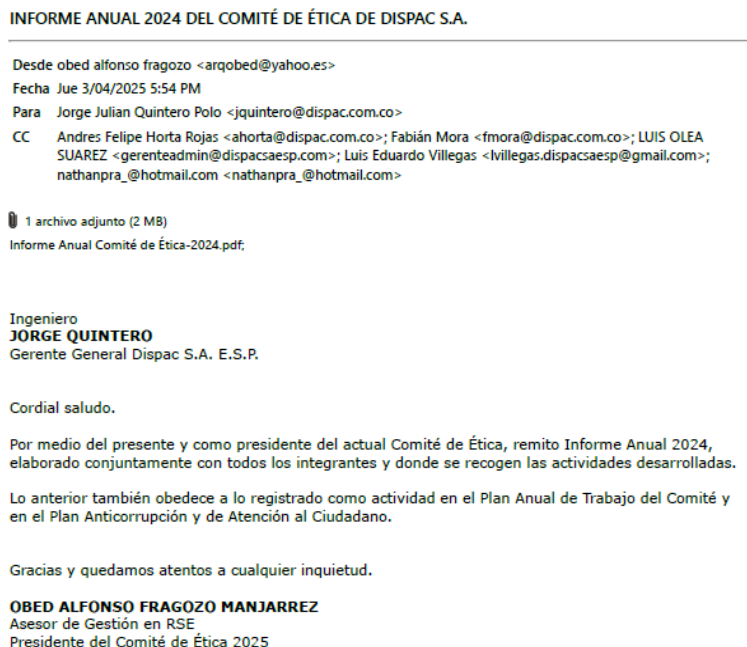 INFORME ANUAL 2024 DEL COMITÉ DE ÉTICA DE DISPAC S.A.
Desde obed alfonso fragozo <arqobed@yahoo.es>
Fecha Jue 3/04/2025 5:54 PM
Para Jorge Julian Quintero Polo <jquintero@dispac.com.co>
CC Andres Felipe Horta Rojas <ahorta@dispac.com.co>; Fabián Mora <fmora@dispac.com.co>; LUIS OLEA
SUAREZ <gerenteadmin@dispacsaesp.com>; Luis Eduardo Villegas <lvillegas.dispacsaesp@gmail.com>;
nathanpra_@hotmail.com <nathanpra_@hotmail.com>
1 archivo adjunto (2 MB)
Informe Anual Comité de Ética-2024.pdf;
Ingeniero
JORGE QUINTERO
Gerente General Dispac S.A. E.S.P.
Cordial saludo.
Por medio del presente y como presidente del actual Comité de Ética, remito Informe Anual 2024,
elaborado conjuntamente con todos los integrantes y donde se recogen las actividades desarrolladas.
Lo anterior también obedece a lo registrado como actividad en el Plan Anual de Trabajo del Comité y
en el Plan Anticorrupción y de Atención al Ciudadano.
Gracias y quedamos atentos a cualquier inquietud.
OBED ALFONSO FRAGOZO MANJARREZ
Asesor de Gestión en RSE
Presidente del Comité de Ética 2025